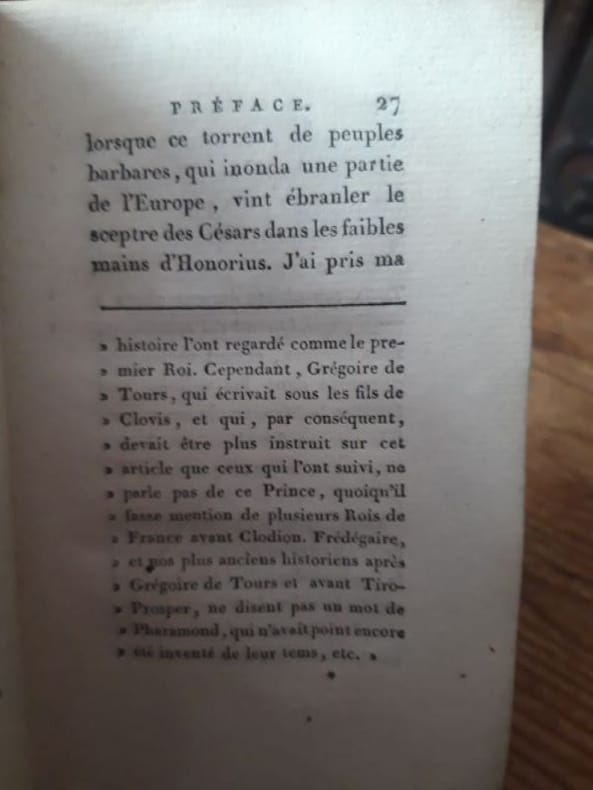 PRÉFACE. 27
lorsque ce torrent de peuples
barbares, qui inonda une partie
de l'Europe, vint ébranler le
sceptre des Césars dans les faibles
mains d'Honorius. J'ai pris ma
» histoire l'ont regardé comme le pre-
» mier Roi. Cependant, Grégoire de
» Tours, qui écrivait sous les fils de
» Clovis, et qui, par conséquent,
» devait être plus instruit sur cet
» article que ceux qui l'ont suivi, ne
» parle pas de ce Prince, quoiqu'il
» fasse mention de plusieurs Rois de
» France avant Clodion. Frédégaire,
» et nos plus anciens historiens après
» Grégoire de Tours et avant Tiro-
» Prosper, ne disent pas un mot de
» Pharamond, qui n'avait point encore
» été inventé de leur tems, etc. »